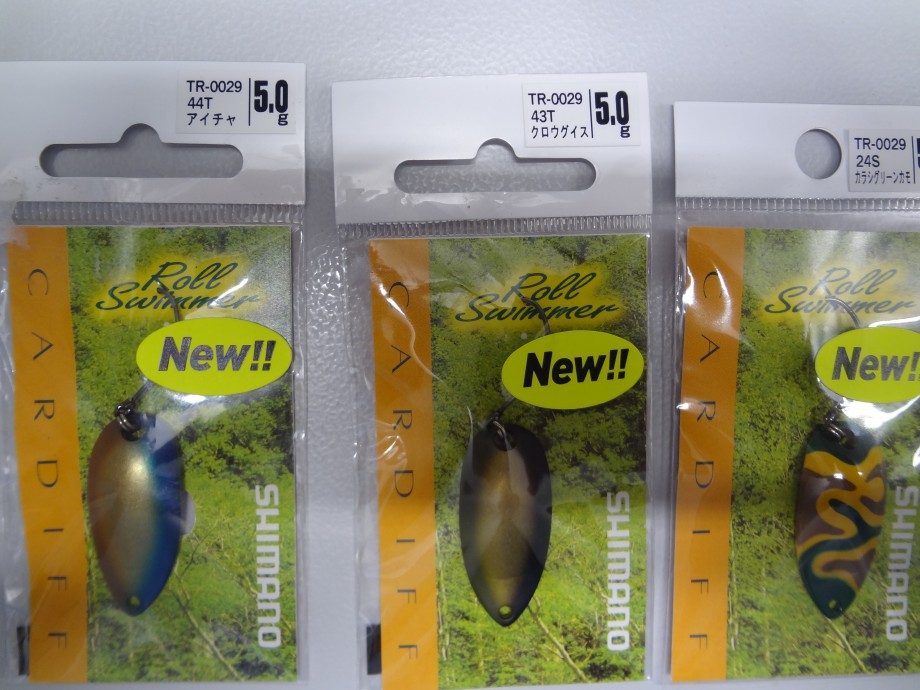 TR-0029
44T
アイチャ
5.0
g
CARDIFF
Roll
Swimmer
New!!
SHIMANO
TR-0029
43T
クロウグイス
5.0
g
CARDIFF
Roll
Swimmer
New!!
SHIMANO
TR-0029
24S
カラシグリーンカモ
CARDIFF
Roll
Swimmer
New!!
SHIMANO